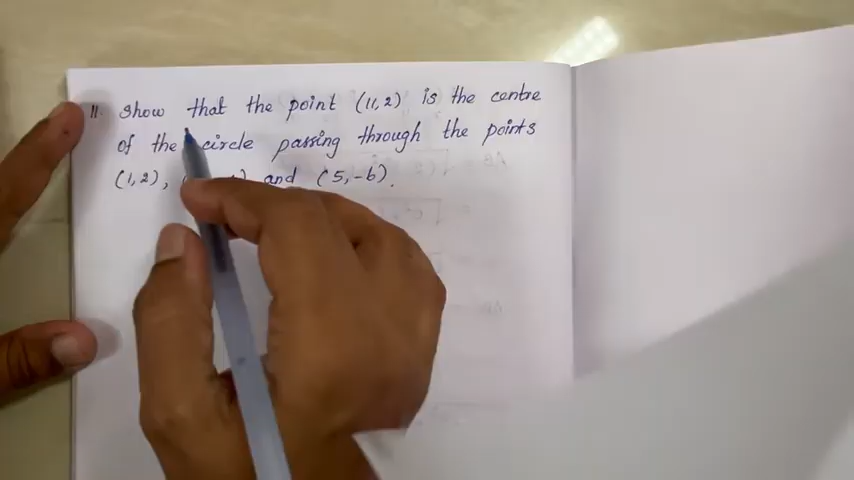 11. Show that the point (11,2) is the centre
of the circle passing through the points
(1,2), and (5,-6).